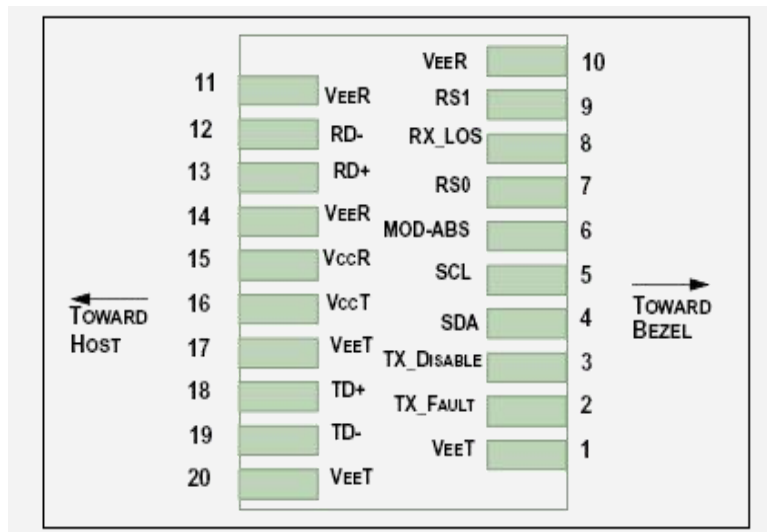 VEER 10
11 VEER
RS1 9
12 RD-
RX_LOS 8
13 RD+
RS0 7
14 VEER
MOD-ABS 6
15 VCCR
SCL 5
16 VCCT
TOWARD
HOST
TOWARD
BEZEL
SDA 4
17 VEET
TX_DISABLE 3
18 TD+
TX_FAULT 2
19 TD-
VEET 1
20 VEET